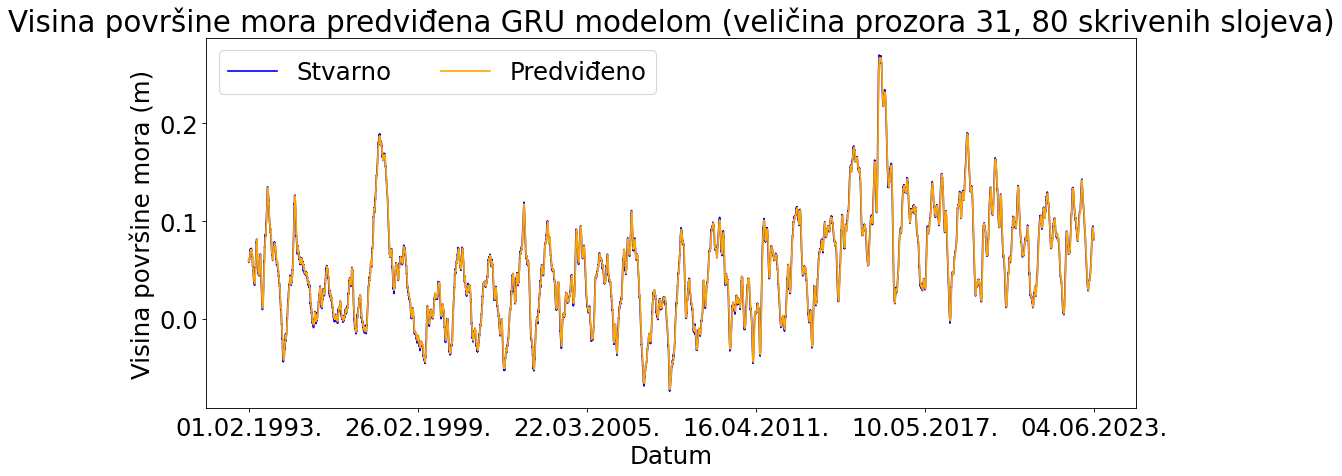 Visina površine mora predviđena GRU modelom (veličina prozora 31, 80 skrivenih slojeva)
Stvarno
Predviđeno
Visina površine mora (m)
0.2
0.1
0.0
01.02.1993.
26.02.1999.
22.03.2005.
16.04.2011.
10.05.2017.
04.06.2023.
Datum